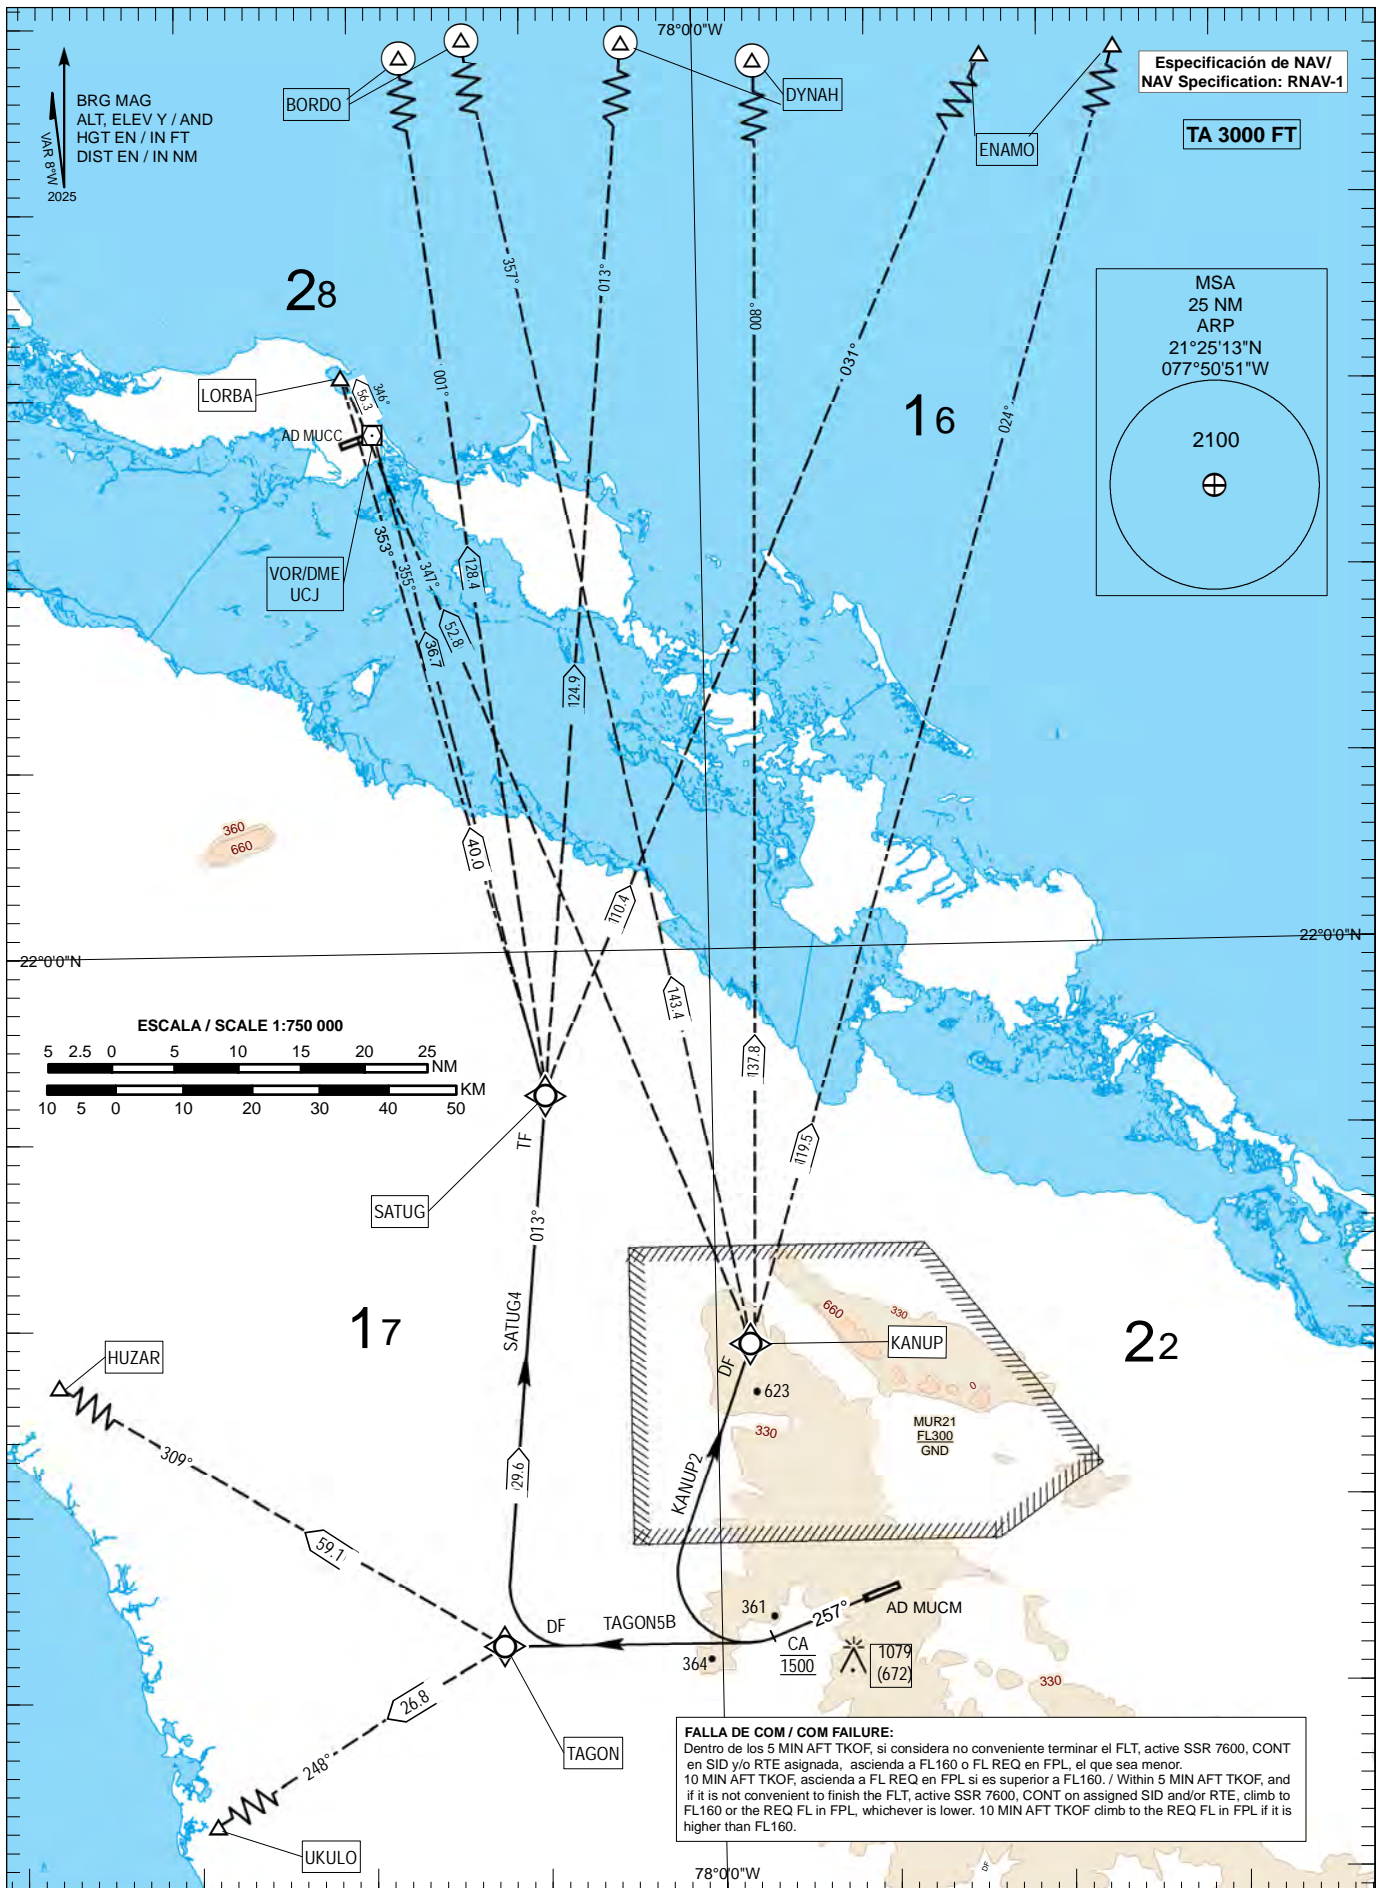 78°0'0"W
BRG MAG
ALT, ELEV Y / AND
HGT EN / IN FT
DIST EN / IN NM
VAR 8°W
2025
BORDO
DYNAH
ENAMO
Especificación de NAV/
NAV Specification: RNAV-1
TA 3000 FT
MSA
25 NM
ARP
21°25'13"N
077°50'51"W
2100
28
16
357°
013°
008°
031°
024°
001°
LORBA
346°
56.3
AD MUCC
VOR/DME
UCJ
353°
355°
347°
128.4
52.8
36.7
124.9
40.0
110.4
143.4
137.8
119.5
360
660
22°0'0"N
22°0'0"N
ESCALA / SCALE 1:750 000
5 2.5 0 5 10 15 20 25
NM
KM
10 5 0 10 20 30 40 50
TF
SATUG
013°
SATUG4
29.6
17
22
HUZAR
309°
59.1
KANUP
DF
623
330
660
330
0
MUR21
FL300
GND
KANUP2
DF
TAGON5B
361
257°
AD MUCM
CA
1500
364
1079
(672)
330
26.8
248°
TAGON
UKULO
FALLA DE COM / COM FAILURE:
Dentro de los 5 MIN AFT TKOF, si considera no conveniente terminar el FLT, active SSR 7600, CONT
en SID y/o RTE asignada, ascienda a FL160 o FL REQ en FPL, el que sea menor.
10 MIN AFT TKOF, ascienda a FL REQ en FPL si es superior a FL160. / Within 5 MIN AFT TKOF, and
if it is not convenient to finish the FLT, active SSR 7600, CONT on assigned SID and/or RTE, climb to
FL160 or the REQ FL in FPL, whichever is lower. 10 MIN AFT TKOF climb to the REQ FL in FPL if it is
higher than FL160.
78°0'0"W
DF